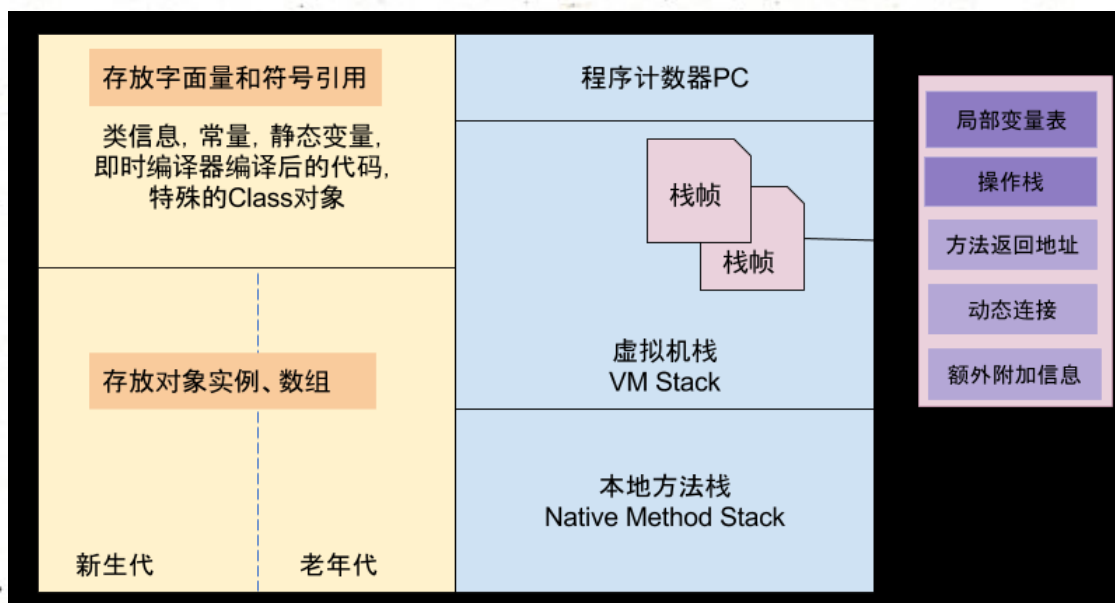 存放字面量和符号引用
类信息, 常量, 静态变量,
即时编译器编译后的代码,
特殊的Class对象
存放对象实例、数组
新生代
老年代
程序计数器PC
栈帧
栈帧
虚拟机栈
VM Stack
本地方法栈
Native Method Stack
局部变量表
操作栈
方法返回地址
动态连接
额外附加信息